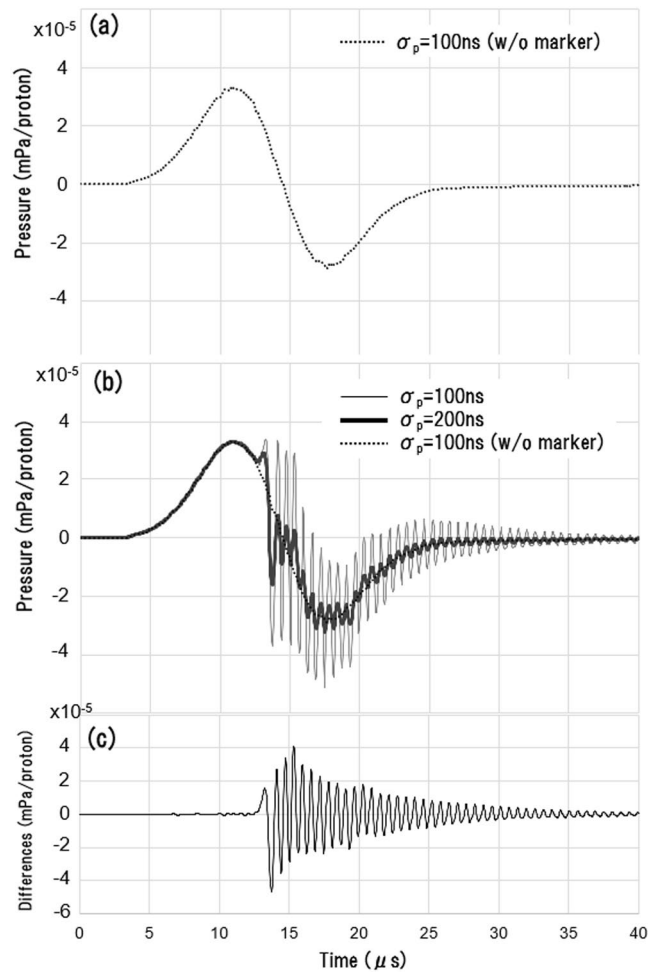 x10⁻⁵
(a)
σp=100ns (w/o marker)
4
2
0
-2
-4
Pressure (mPa/proton)
x10⁻⁵
(b)
σp=100ns
σp=200ns
σp=100ns (w/o marker)
4
2
0
-2
-4
Pressure (mPa/proton)
x10⁻⁵
(c)
4
2
0
-2
-4
-6
Differences (mPa/proton)
0 5 10 15 20 25 30 35 40
Time (μs)